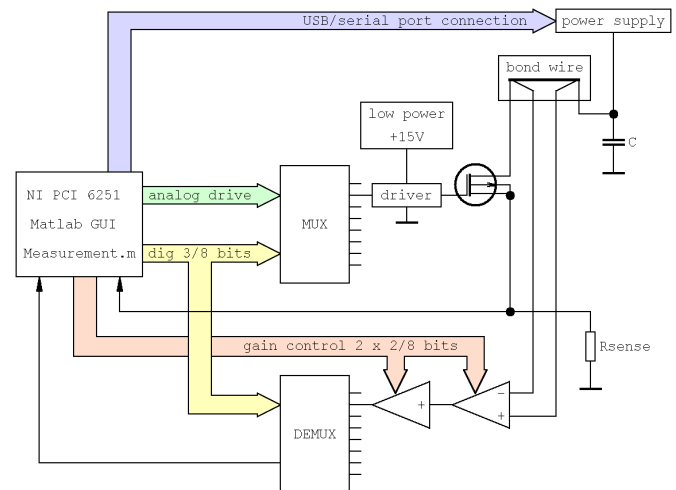 USB/serial port connection
power supply
bond wire
low power
+15V
C
NI PCI 6251
Matlab GUI
Measurement.m
analog drive
dig 3/8 bits
MUX
driver
gain control 2 x 2/8 bits
Rsense
DEMUX
+
−
+